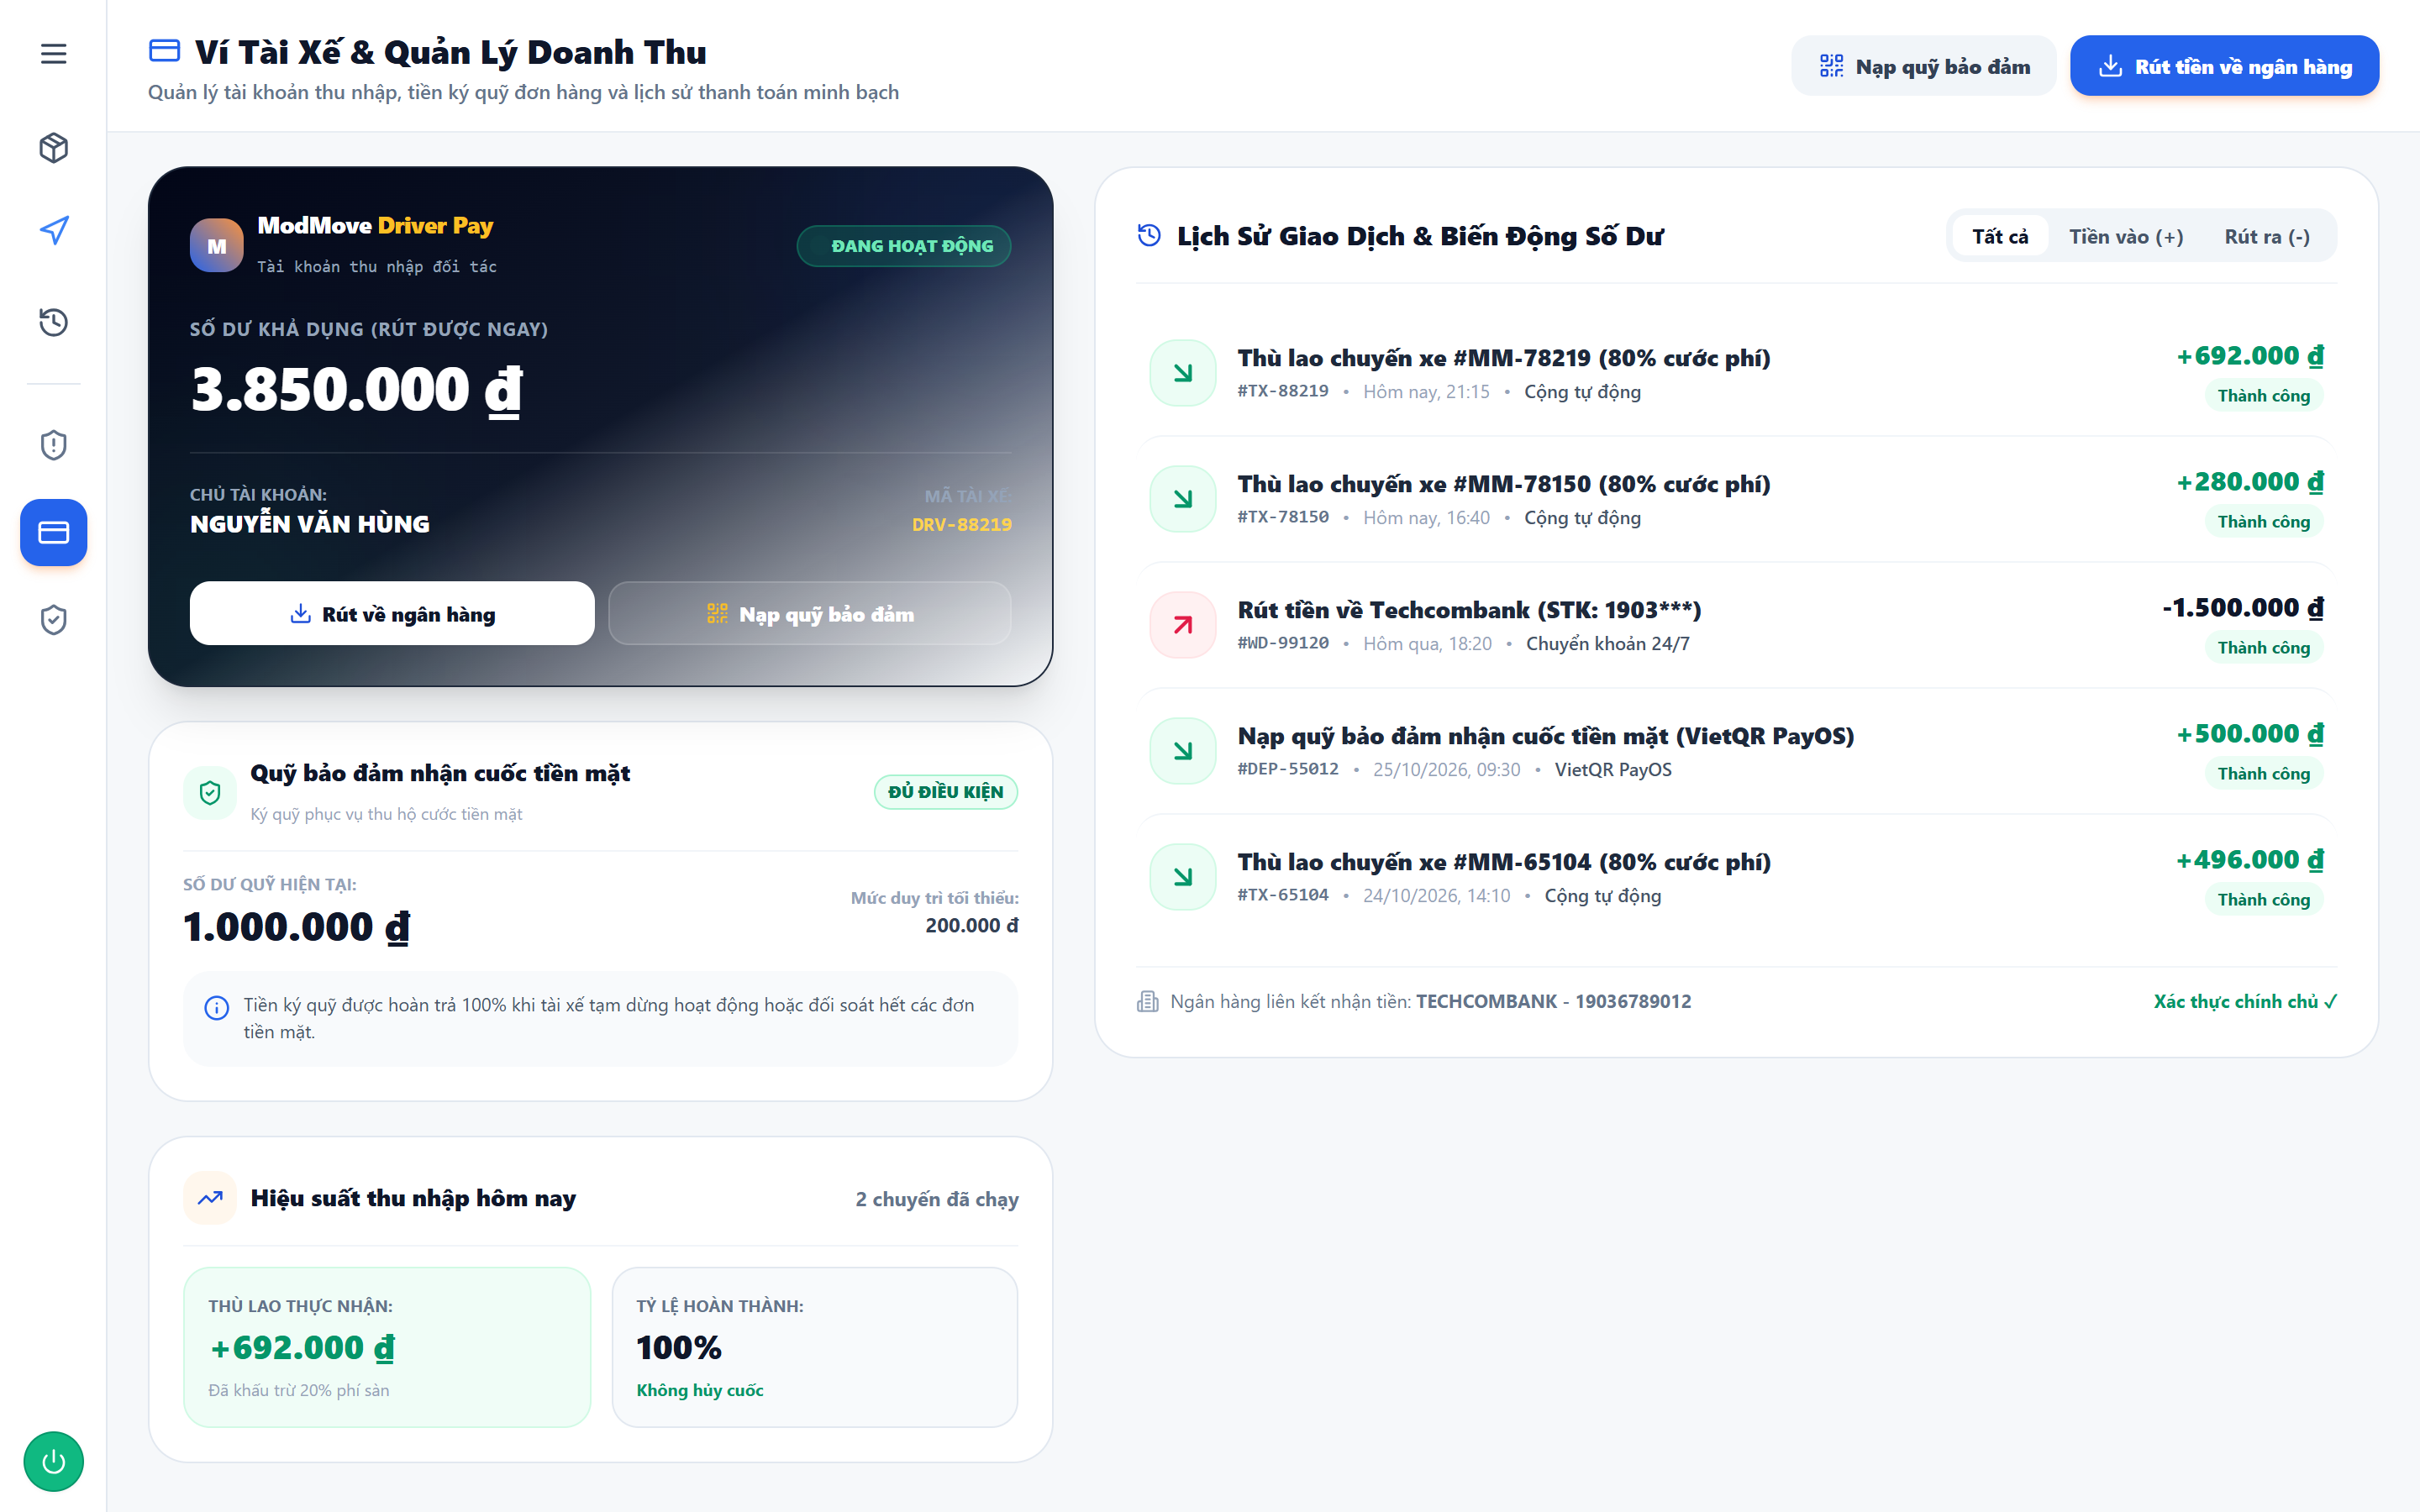 Ví Tài Xế & Quản Lý Doanh Thu
Quản lý tài khoản thu nhập, tiền ký quỹ đơn hàng và lịch sử thanh toán minh bạch
Nạp quỹ bảo đảm
Rút tiền về ngân hàng
M
ModMove Driver Pay
Tài khoản thu nhập đối tác
ĐANG HOẠT ĐỘNG
SỐ DƯ KHẢ DỤNG (RÚT ĐƯỢC NGAY)
3.850.000 ₫
CHỦ TÀI KHOẢN:
NGUYỄN VĂN HÙNG
MÃ TÀI XẾ:
DRV-88219
Rút về ngân hàng
Nạp quỹ bảo đảm
Quỹ bảo đảm nhận cuốc tiền mặt
Ký quỹ phục vụ thu hộ cước tiền mặt
ĐỦ ĐIỀU KIỆN
SỐ DƯ QUỸ HIỆN TẠI:
1.000.000 ₫
Mức duy trì tối thiểu:
200.000 đ
Tiền ký quỹ được hoàn trả 100% khi tài xế tạm dừng hoạt động hoặc đối soát hết các đơn
tiền mặt.
Hiệu suất thu nhập hôm nay
2 chuyến đã chạy
THÙ LAO THỰC NHẬN:
+692.000 ₫
Đã khấu trừ 20% phí sàn
TỶ LỆ HOÀN THÀNH:
100%
Không hủy cuốc
Lịch Sử Giao Dịch & Biến Động Số Dư
Tất cả
Tiền vào (+)
Rút ra (-)
Thù lao chuyến xe #MM-78219 (80% cước phí)
#TX-88219 • Hôm nay, 21:15 • Cộng tự động
+692.000 ₫
Thành công
Thù lao chuyến xe #MM-78150 (80% cước phí)
#TX-78150 • Hôm nay, 16:40 • Cộng tự động
+280.000 ₫
Thành công
Rút tiền về Techcombank (STK: 1903***)
#WD-99120 • Hôm qua, 18:20 • Chuyển khoản 24/7
-1.500.000 ₫
Thành công
Nạp quỹ bảo đảm nhận cuốc tiền mặt (VietQR PayOS)
#DEP-55012 • 25/10/2026, 09:30 • VietQR PayOS
+500.000 ₫
Thành công
Thù lao chuyến xe #MM-65104 (80% cước phí)
#TX-65104 • 24/10/2026, 14:10 • Cộng tự động
+496.000 ₫
Thành công
Ngân hàng liên kết nhận tiền: TECHCOMBANK - 19036789012
Xác thực chính chủ ✓